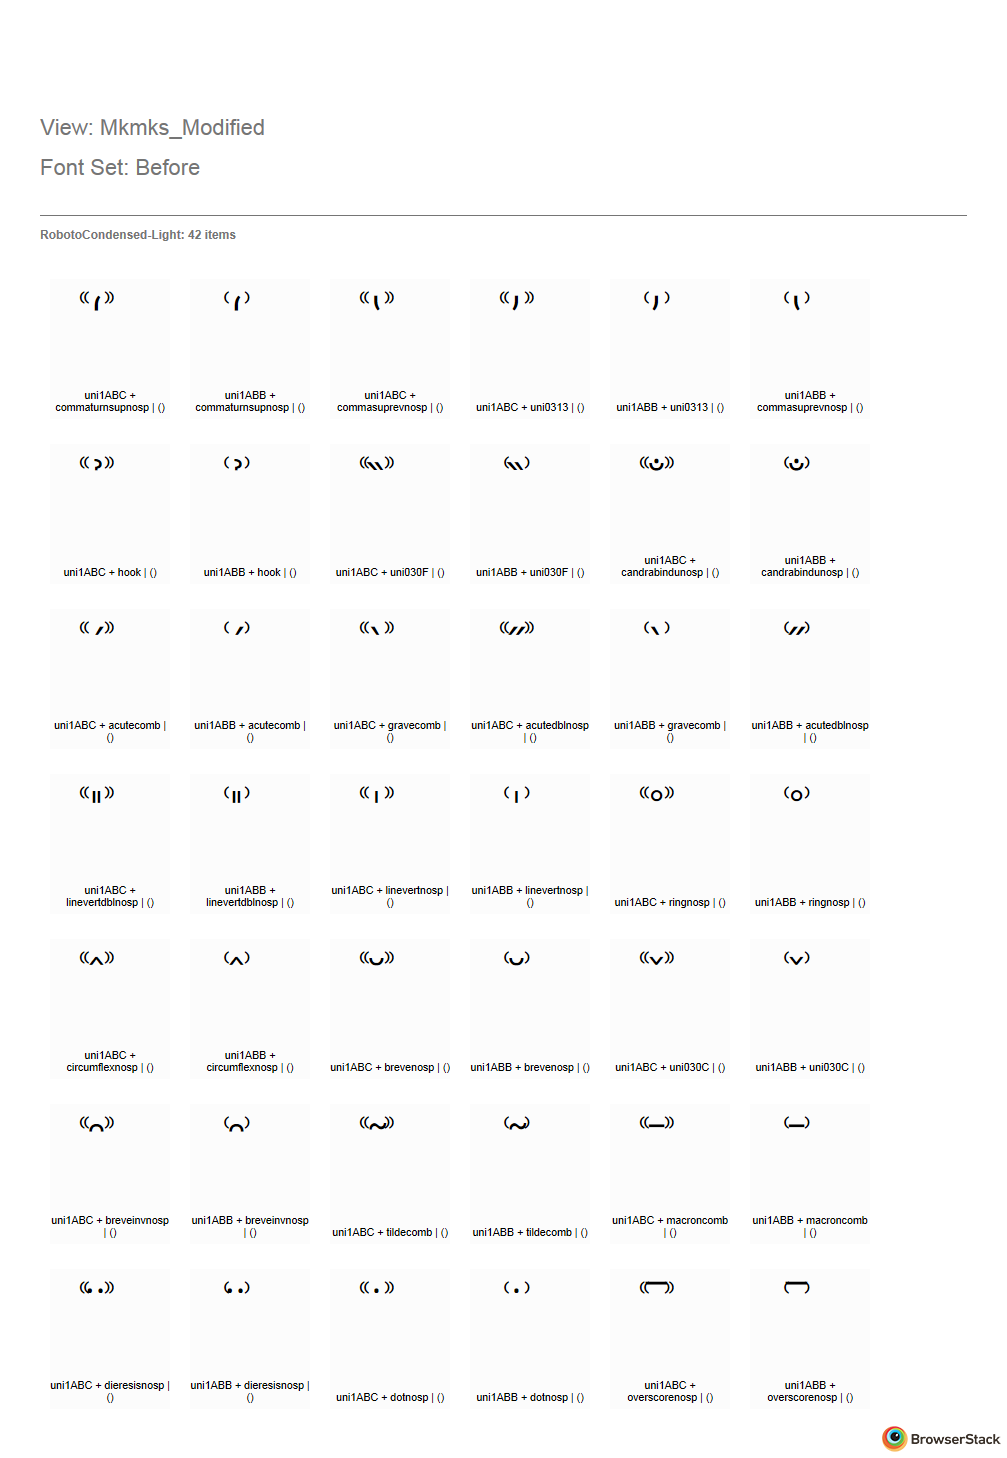 View: Mkmks_Modified
Font Set: Before
RobotoCondensed-Light: 42 items
uni1ABC +
commaturnsupnosp | ()
uni1ABB +
commaturnsupnosp | ()
uni1ABC +
commasuprevnosp | ()
uni1ABC + uni0313 | ()
uni1ABB + uni0313 | ()
uni1ABB +
commasuprevnosp | ()
uni1ABC + hook | ()
uni1ABB + hook | ()
uni1ABC + uni030F | ()
uni1ABB + uni030F | ()
uni1ABC +
candrabindunosp | ()
uni1ABB +
candrabindunosp | ()
uni1ABC + acutecomb |
()
uni1ABB + acutecomb |
()
uni1ABC + gravecomb |
()
uni1ABC + acutedblnosp
| ()
uni1ABB + gravecomb |
()
uni1ABB + acutedblnosp
| ()
uni1ABC +
linevertdblnosp | ()
uni1ABB +
linevertdblnosp | ()
uni1ABC + linevertnosp |
()
uni1ABB + linevertnosp |
()
uni1ABC + ringnosp | ()
uni1ABB + ringnosp | ()
uni1ABC +
circumflexnosp | ()
uni1ABB +
circumflexnosp | ()
uni1ABC + brevenosp | ()
uni1ABB + brevenosp | ()
uni1ABC + uni030C | ()
uni1ABB + uni030C | ()
uni1ABC + breveinvnosp
| ()
uni1ABB + breveinvnosp
| ()
uni1ABC + tildecomb | ()
uni1ABB + tildecomb | ()
uni1ABC + macroncomb
| ()
uni1ABB + macroncomb
| ()
uni1ABC + dieresisnosp |
()
uni1ABB + dieresisnosp |
()
uni1ABC + dotnosp | ()
uni1ABB + dotnosp | ()
uni1ABC +
overscorenosp | ()
uni1ABB +
overscorenosp | ()
BrowserStack